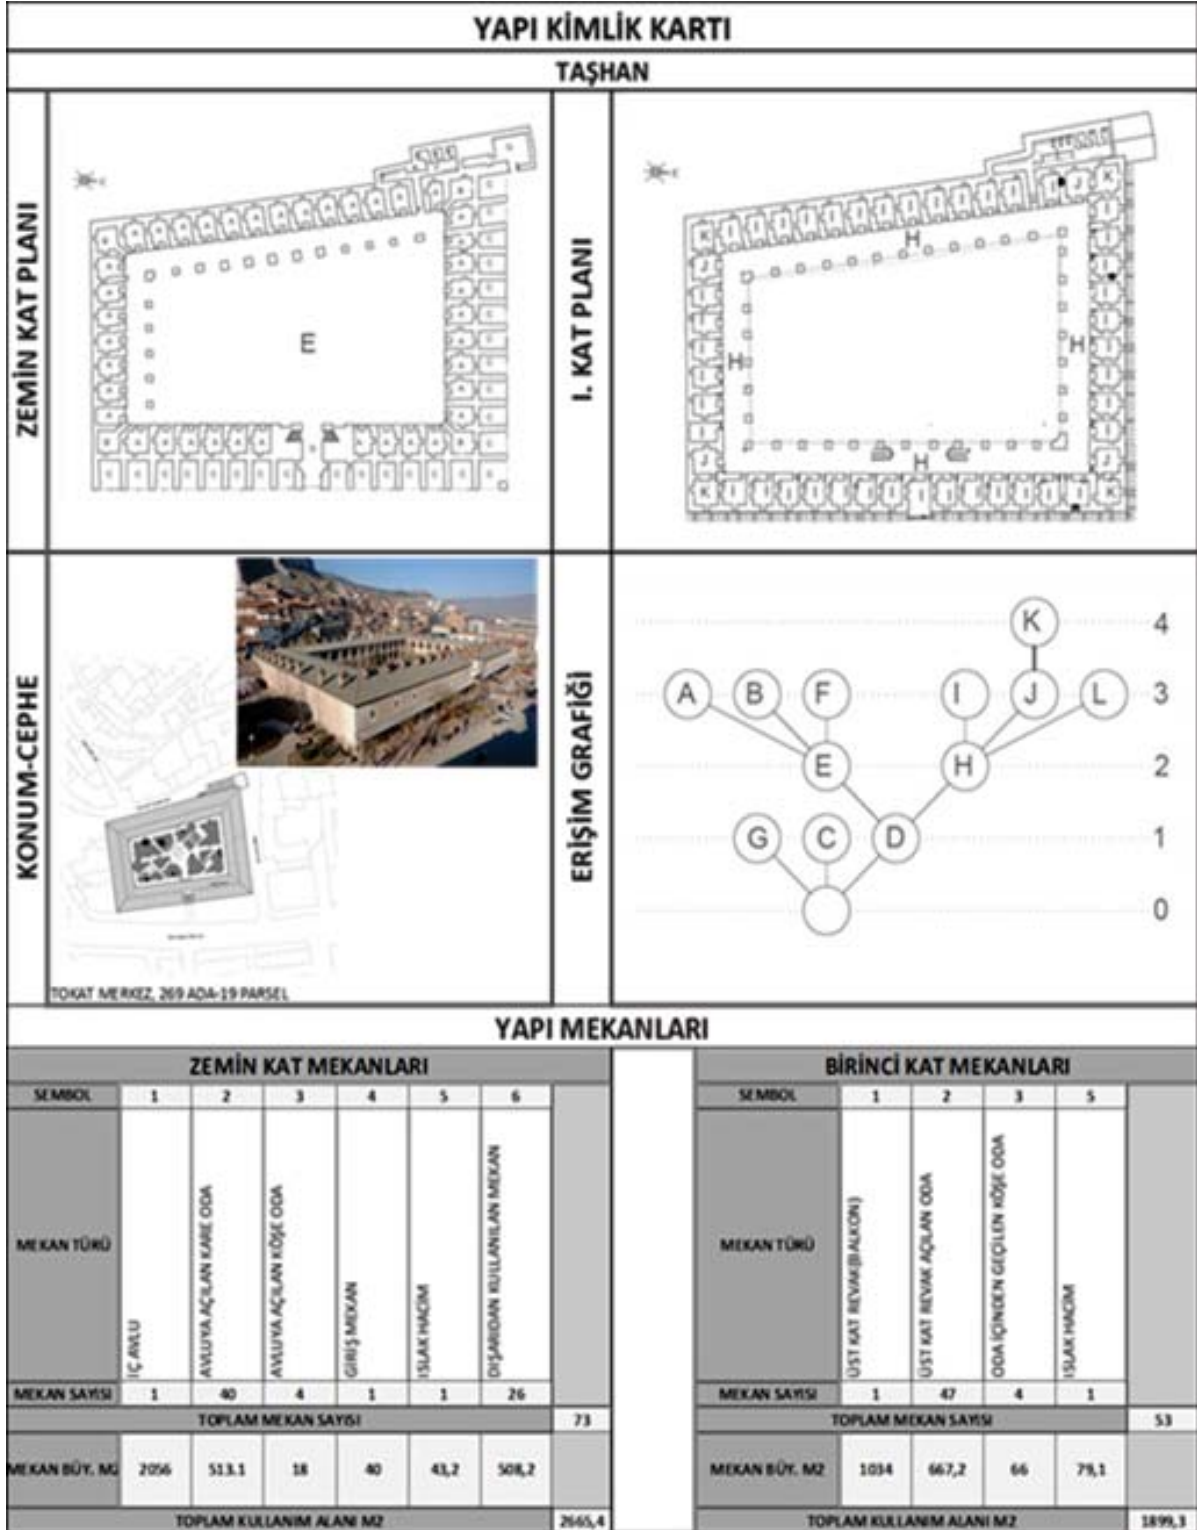 YAPI KİMLİK KARTI
TAŞHAN
ZEMİN KAT PLANI
E
I. KAT PLANI
K
J
K
H
J
H
H
J
J
H
K
K
KONUM-CEPHE
TOKAT MERKEZ, 269 ADA-19 PARSEL
ERİŞİM GRAFİĞİ
K 4
A B F I J L 3
E H 2
G C D 1
0
YAPI MEKANLARI
ZEMİN KAT MEKANLARI
SEMBOL 1 2 3 4 5 6
MEKAN TÜRÜ
İÇ AVLU
AVLUYA AÇILAN KARE ODA
AVLUYA AÇILAN KÖŞE ODA
GİRİŞ MEKAN
ISLAK HACİM
DIŞARIDAN KULLANILAN MEKAN
MEKAN SAYISI 1 40 4 1 1 26
TOPLAM MEKAN SAYISI 73
MEKAN BÜY. M2 2056 513.1 18 40 43,2 508,2
TOPLAM KULLANIM ALANI M2 2665,4
BİRİNCİ KAT MEKANLARI
SEMBOL 1 2 3 5
MEKAN TÜRÜ
ÜST KAT REVAK(BALKON)
ÜST KAT REVAK AÇILAN ODA
ODA İÇİNDEN GEÇİLEN KÖŞE ODA
ISLAK HACİM
MEKAN SAYISI 1 47 4 1
TOPLAM MEKAN SAYISI 53
MEKAN BÜY. M2 1034 667,2 66 79,1
TOPLAM KULLANIM ALANI M2 1899,3